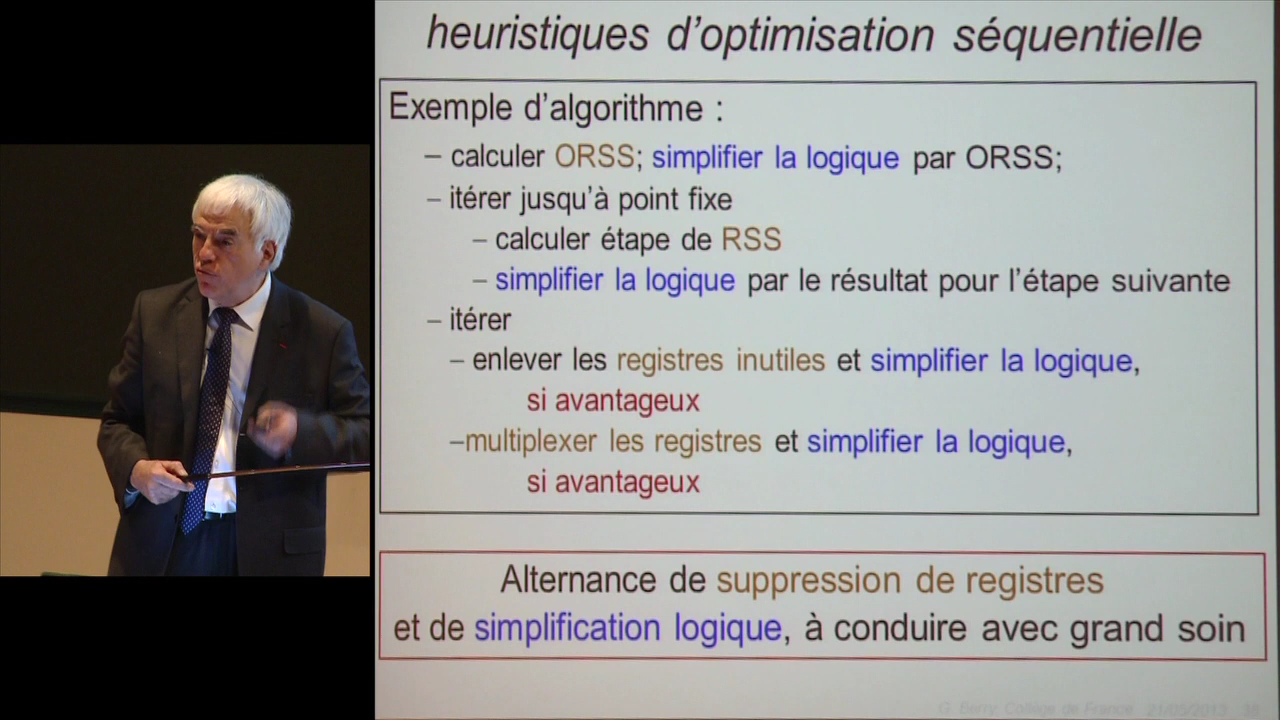 heuristiques d'optimisation séquentielle
Exemple d'algorithme :
– calculer ORSS; simplifier la logique par ORSS;
– itérer jusqu'à point fixe
– calculer étape de RSS
– simplifier la logique par le résultat pour l'étape suivante
– itérer
– enlever les registres inutiles et simplifier la logique,
si avantageux
–multiplexer les registres et simplifier la logique,
si avantageux
Alternance de suppression de registres
et de simplification logique, à conduire avec grand soin
G. Berry, Collège de France 21/05/2013 38